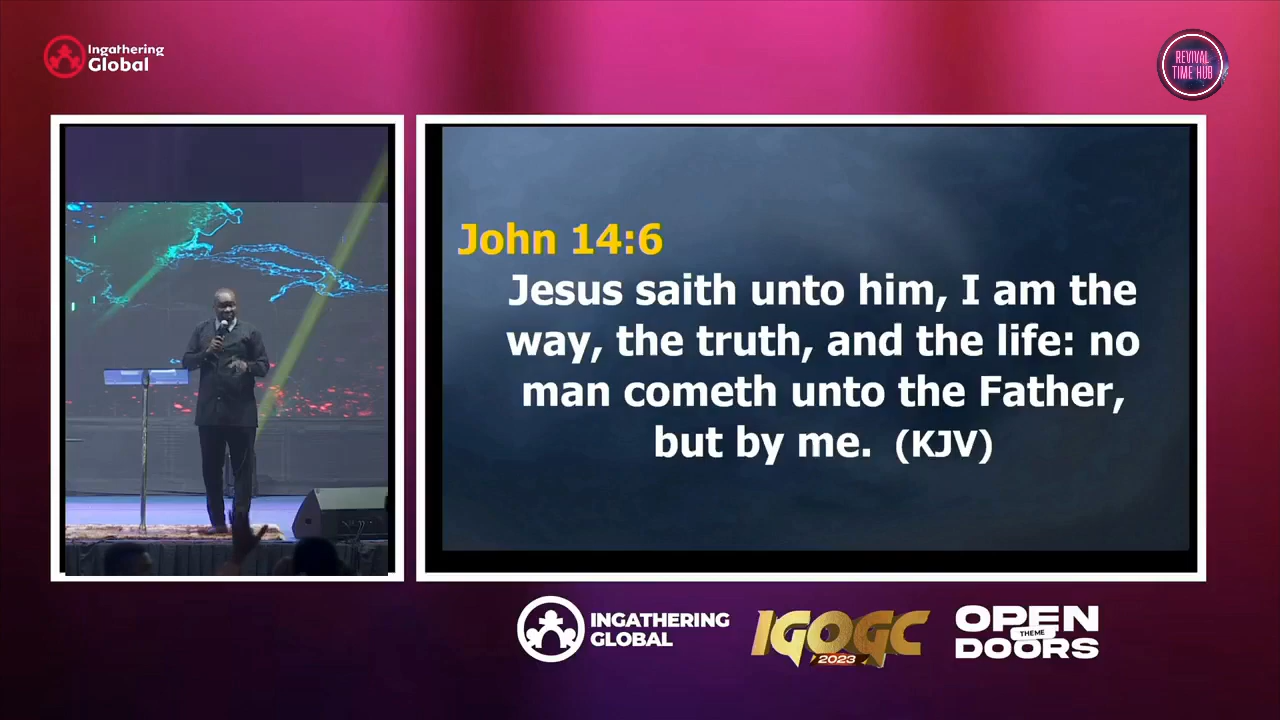 Ingathering
Global
REVIVAL
TIME HUB
John 14:6
Jesus saith unto him, I am the
way, the truth, and the life: no
man cometh unto the Father,
but by me. (KJV)
INGATHERING
GLOBAL
IGOGC
2023
OPEN
THEME
DOORS